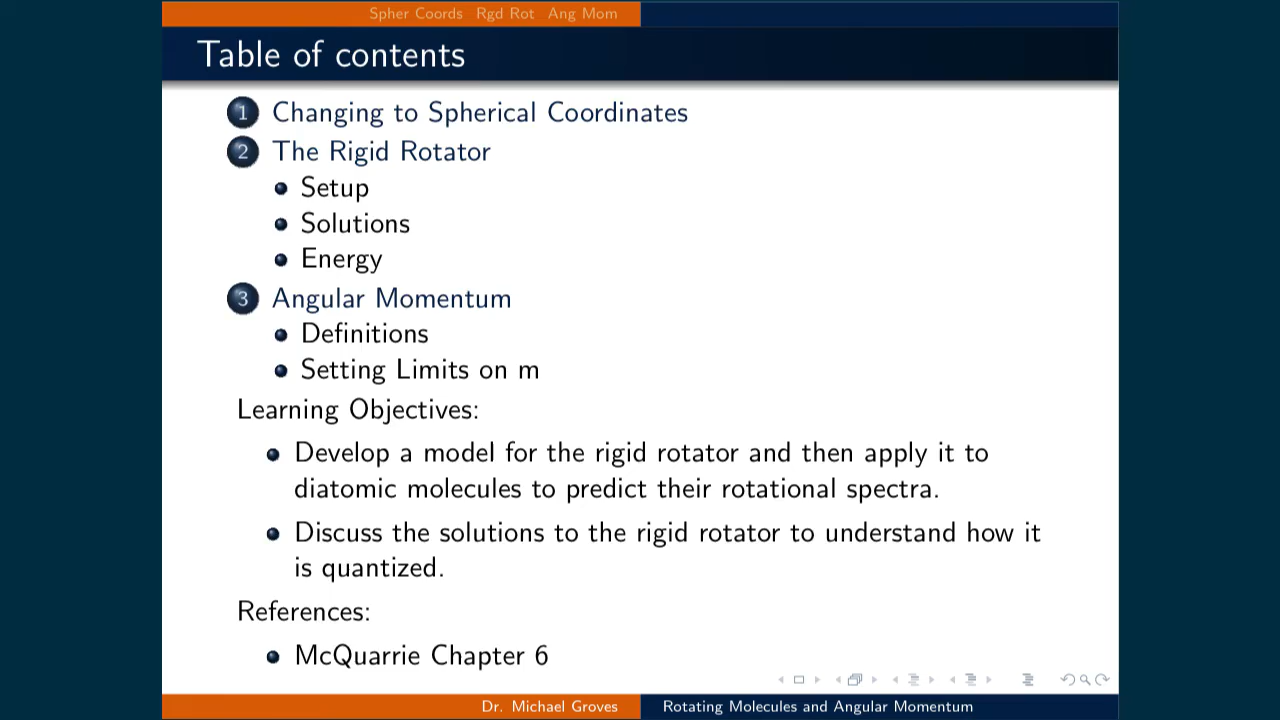 Spher Coords Rgd Rot Ang Mom
Table of contents
1 Changing to Spherical Coordinates
2 The Rigid Rotator
Setup
Solutions
Energy
3 Angular Momentum
Definitions
Setting Limits on m
Learning Objectives:
Develop a model for the rigid rotator and then apply it to
diatomic molecules to predict their rotational spectra.
Discuss the solutions to the rigid rotator to understand how it
is quantized.
References:
McQuarrie Chapter 6
Dr. Michael Groves Rotating Molecules and Angular Momentum